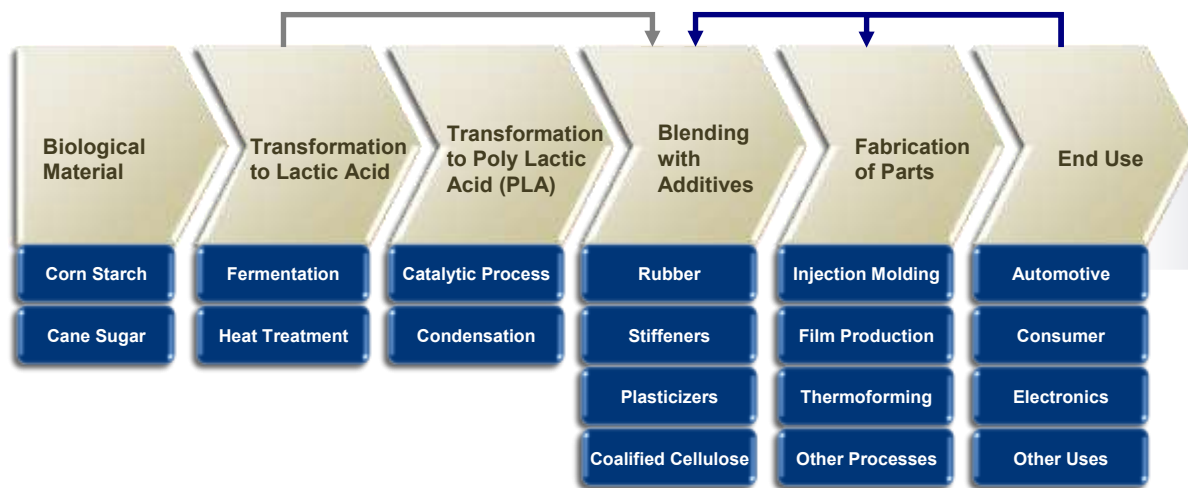 Biological
Material
Transformation
to Lactic Acid
Transformation
to Poly Lactic
Acid (PLA)
Blending
with
Additives
Fabrication
of Parts
End Use
Corn Starch
Cane Sugar
Fermentation
Heat Treatment
Catalytic Process
Condensation
Rubber
Stiffeners
Plasticizers
Coalified Cellulose
Injection Molding
Film Production
Thermoforming
Other Processes
Automotive
Consumer
Electronics
Other Uses